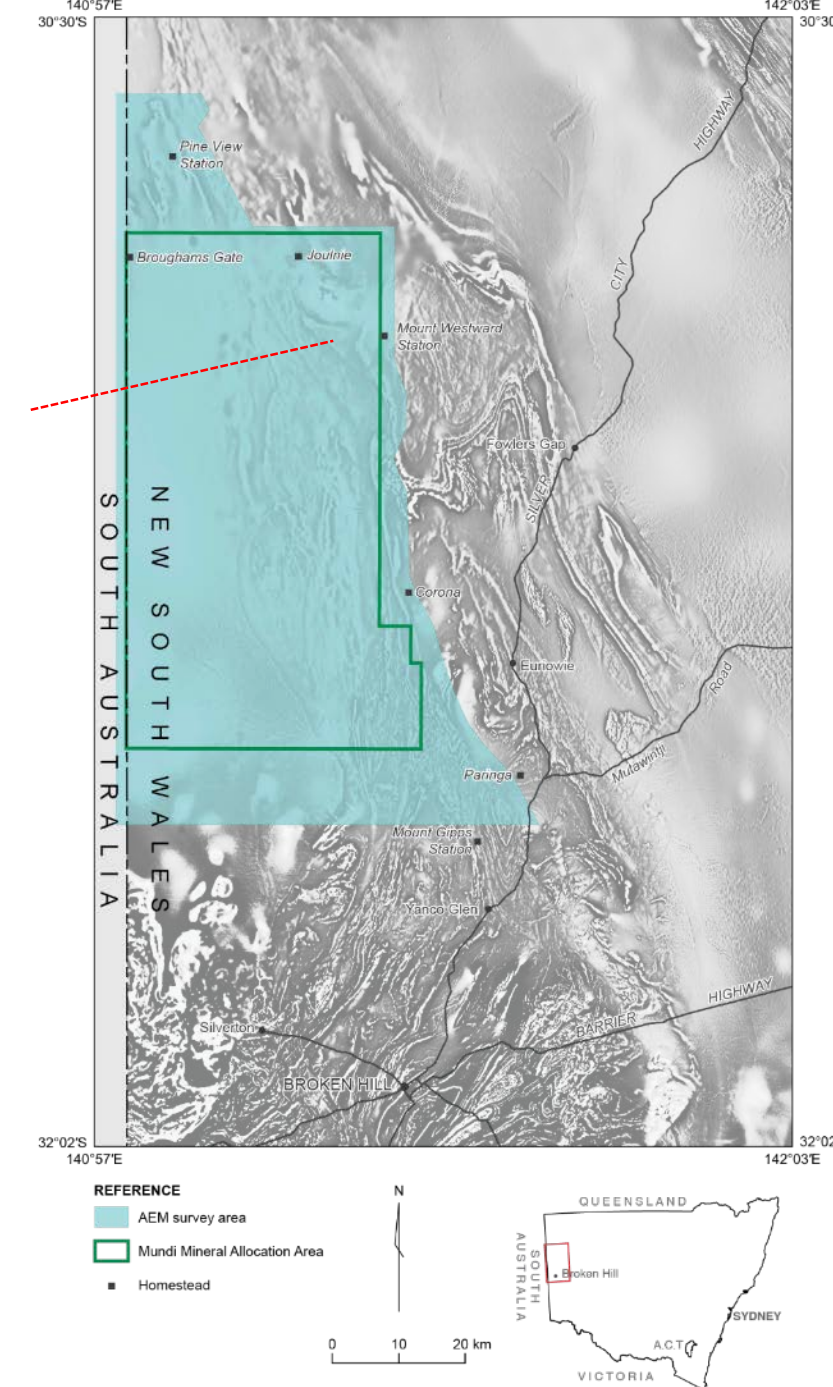 140°57'E
142°03'E
30°30'S
30°30
HIGHWAY
Pine View
Station
Broughams Gate
Joulnie
CITY
Mount Westward
Station
Fowlers Gap
SILVER
NEW SOUTH WALES
SOUTH AUSTRALIA
Corona
Euriowie
Road
Mutawintji
Paringa
Mount Gipps
Station
Yanco Glen
HIGHWAY
BARRIER
Silverton
BROKEN HILL
32°02'S
32°02
140°57'E
142°03'E
REFERENCE
AEM survey area
Mundi Mineral Allocation Area
Homestead
N
0 10 20 km
QUEENSLAND
SOUTH
AUSTRALIA
Broken Hill
SYDNEY
A.C.T
VICTORIA